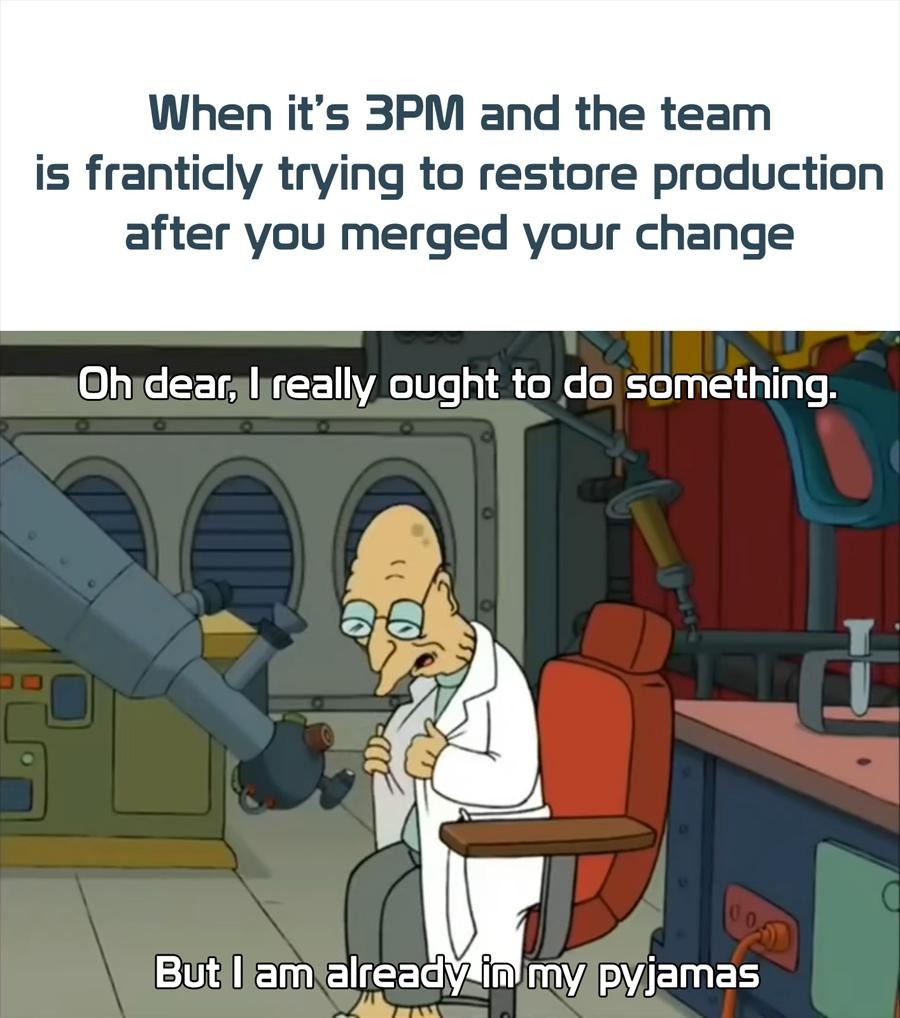 When it's 3PM and the team
is franticly trying to restore production
after you merged your change
Oh dear, I really ought to do something.
But I am already in my pyjamas